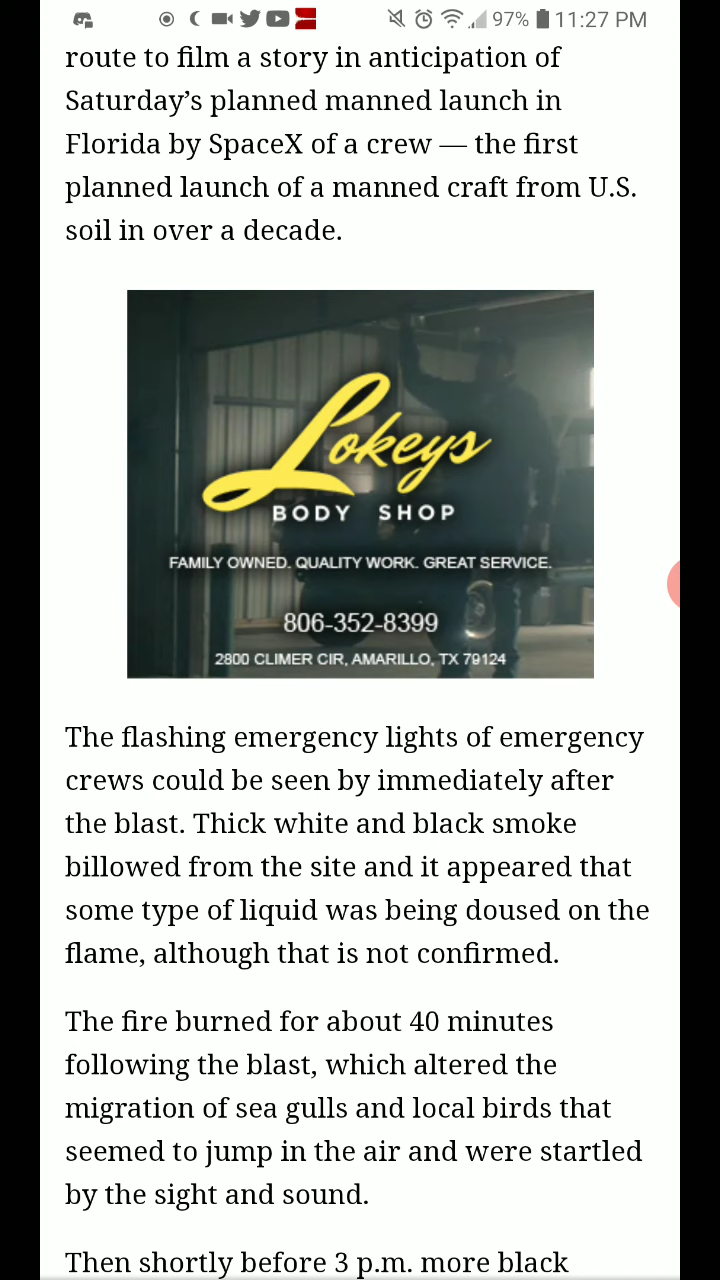 97% 11:27 PM
route to film a story in anticipation of
Saturday’s planned manned launch in
Florida by SpaceX of a crew — the first
planned launch of a manned craft from U.S.
soil in over a decade.
Lokeys
BODY SHOP
FAMILY OWNED. QUALITY WORK. GREAT SERVICE.
806-352-8399
2800 CLIMER CIR, AMARILLO, TX 79124
The flashing emergency lights of emergency
crews could be seen by immediately after
the blast. Thick white and black smoke
billowed from the site and it appeared that
some type of liquid was being doused on the
flame, although that is not confirmed.
The fire burned for about 40 minutes
following the blast, which altered the
migration of sea gulls and local birds that
seemed to jump in the air and were startled
by the sight and sound.
Then shortly before 3 p.m. more black